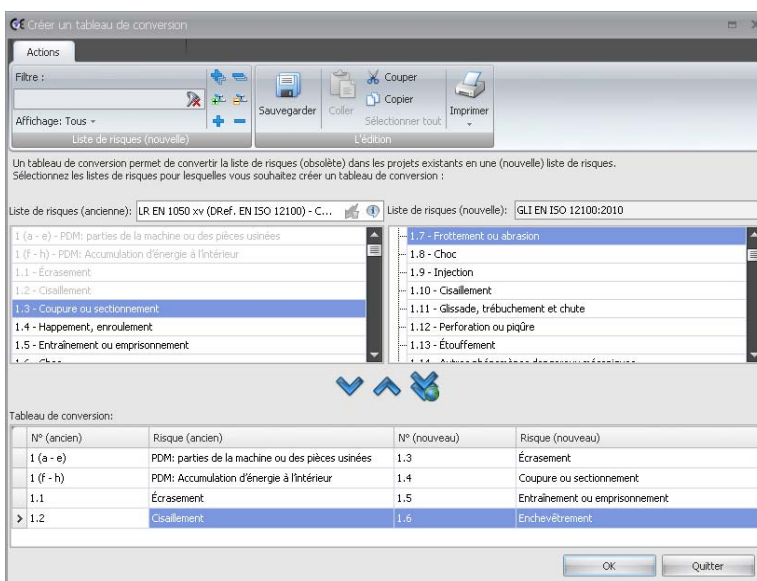 Créer un tableau de conversion
Actions
Filtre :
Affichage: Tous
Liste de risques (nouvelle)
Sauvegarder
Coller
Couper
Copier
Sélectionner tout
Imprimer
L'édition
Un tableau de conversion permet de convertir la liste de risques (obsolète) dans les projets existants en une (nouvelle) liste de risques.
Sélectionnez les listes de risques pour lesquelles vous souhaitez créer un tableau de conversion :
Liste de risques (ancienne): LR EN 1050 xv (DRef. EN ISO 12100) - C...
Liste de risques (nouvelle): GLI EN ISO 12100:2010
1 (a - e) - PDM: parties de la machine ou des pièces usinées
1 (f - h) - PDM: Accumulation d'énergie à l'intérieur
1.1 - Écrasement
1.2 - Cisaillement
1.3 - Coupure ou sectionnement
1.4 - Happement, enroulement
1.5 - Entraînement ou emprisonnement
1.6 - Choc
1.7 - Frottement ou abrasion
1.8 - Choc
1.9 - Injection
1.10 - Cisaillement
1.11 - Glissade, trébuchement et chute
1.12 - Perforation ou piqûre
1.13 - Étouffement
1.14 - Autres phénomènes dangereux mécaniques
Tableau de conversion:
N° (ancien) Risque (ancien) N° (nouveau) Risque (nouveau)
1 (a - e) PDM: parties de la machine ou des pièces usinées 1.3 Écrasement
1 (f - h) PDM: Accumulation d'énergie à l'intérieur 1.4 Coupure ou sectionnement
1.1 Écrasement 1.5 Entraînement ou emprisonnement
1.2 Cisaillement 1.6 Enchevêtrement
OK Quitter